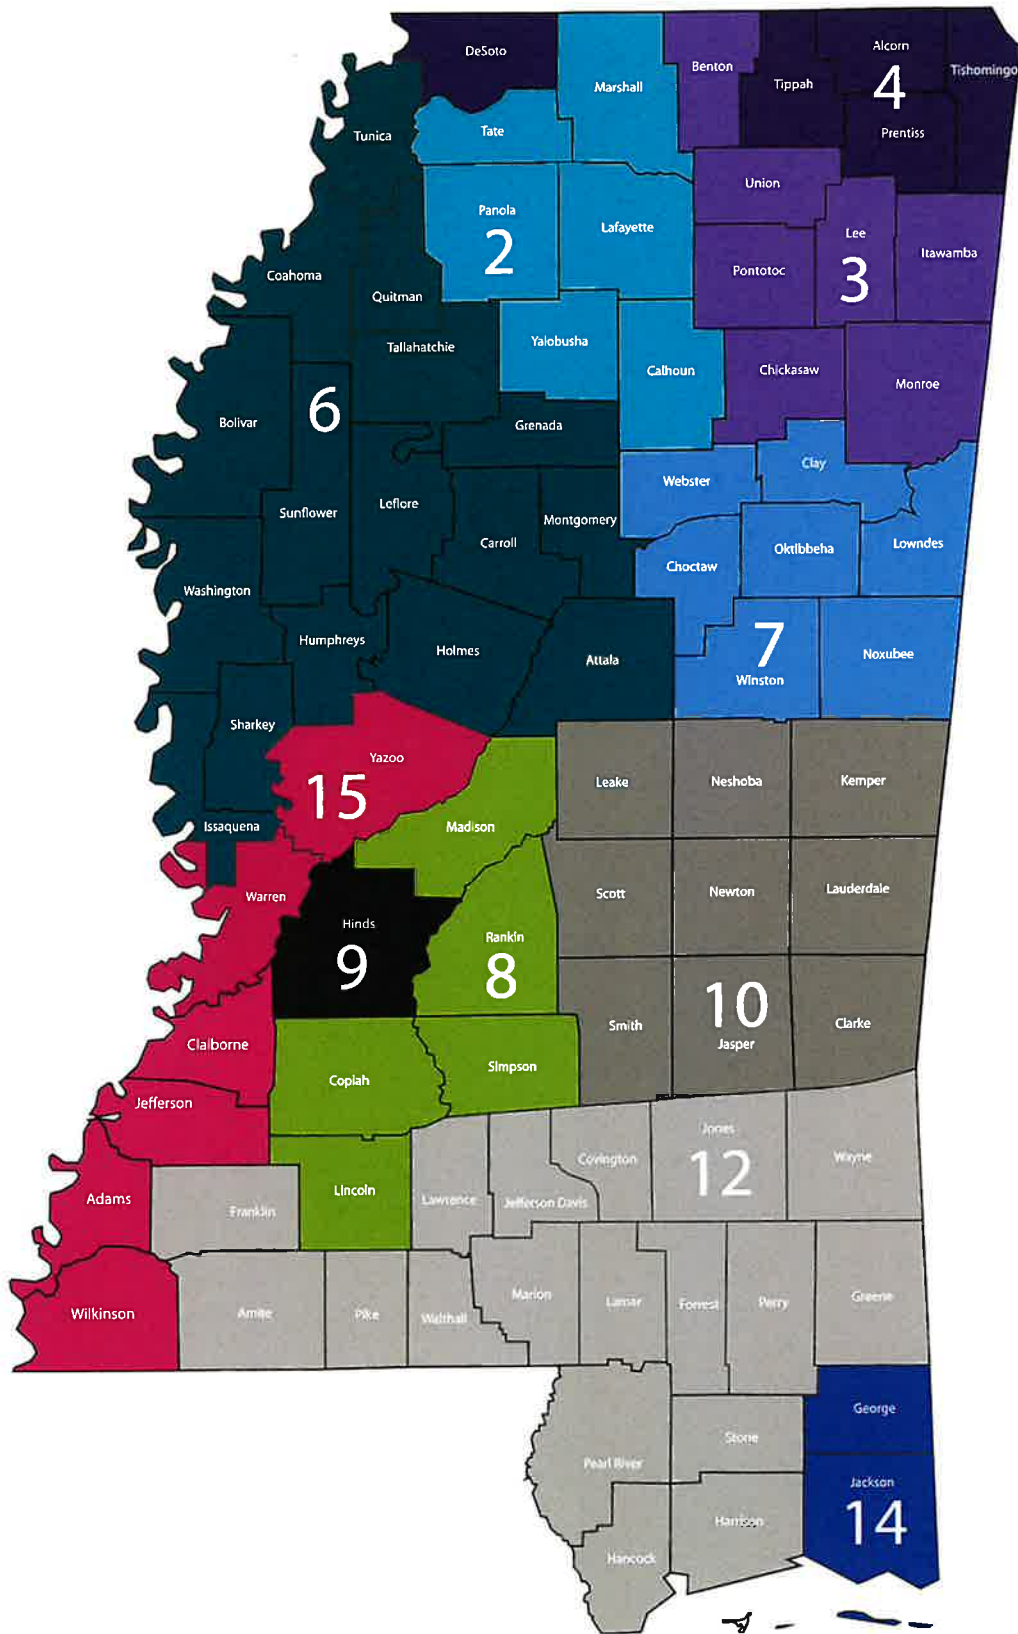 DeSoto
Marshall
Benton
Tippah
Alcorn
4
Tishomingo
Prentiss
Tunica
Tate
Union
Panola
2
Lafayette
Lee
3
Itawamba
Pontotoc
Coahoma
Quitman
Tallahatchie
Yalobusha
Calhoun
Chickasaw
Monroe
Bolivar
6
Grenada
Webster
Clay
Sunflower
Leflore
Carroll
Montgomery
Choctaw
Oktibbeha
Lowndes
Washington
Humphreys
Holmes
Attala
7
Winston
Noxubee
Sharkey
Yazoo
15
Issaquena
Madison
Leake
Neshoba
Kemper
Warren
Hinds
9
Rankin
8
Scott
Newton
Lauderdale
Smith
10
Jasper
Clarke
Claiborne
Copiah
Simpson
Jefferson
Adams
Franklin
Lincoln
Lawrence
Jefferson Davis
Covington
Jones
12
Wayne
Wilkinson
Amite
Pike
Walthall
Marion
Lamar
Forrest
Perry
Greene
George
Pearl River
Stone
Jackson
14
Harrison
Hancock